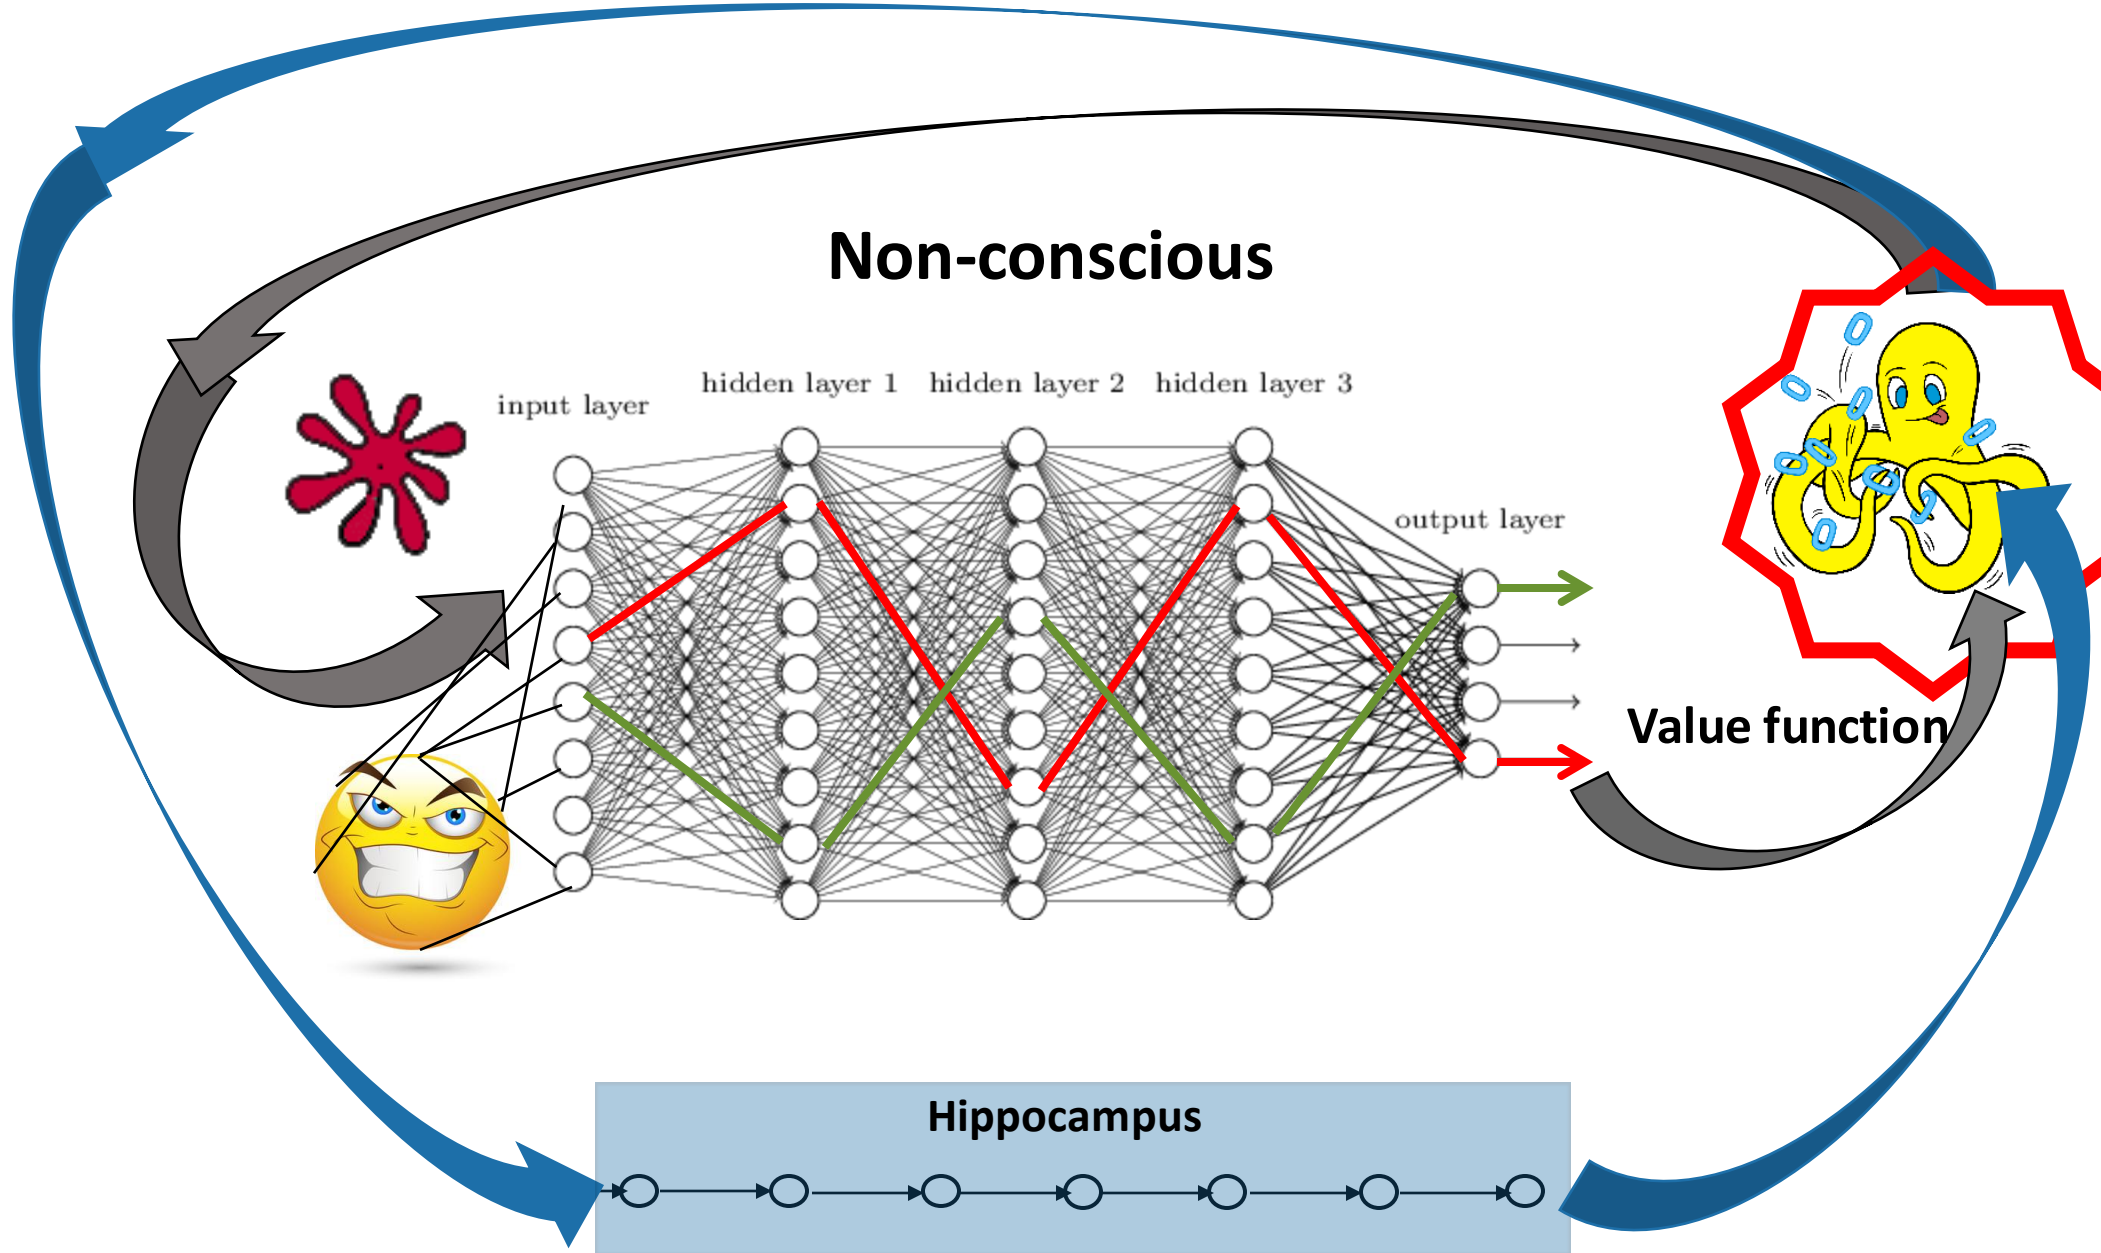 Non-conscious
hidden layer 1 hidden layer 2 hidden layer 3
input layer
output layer
Value function
Hippocampus